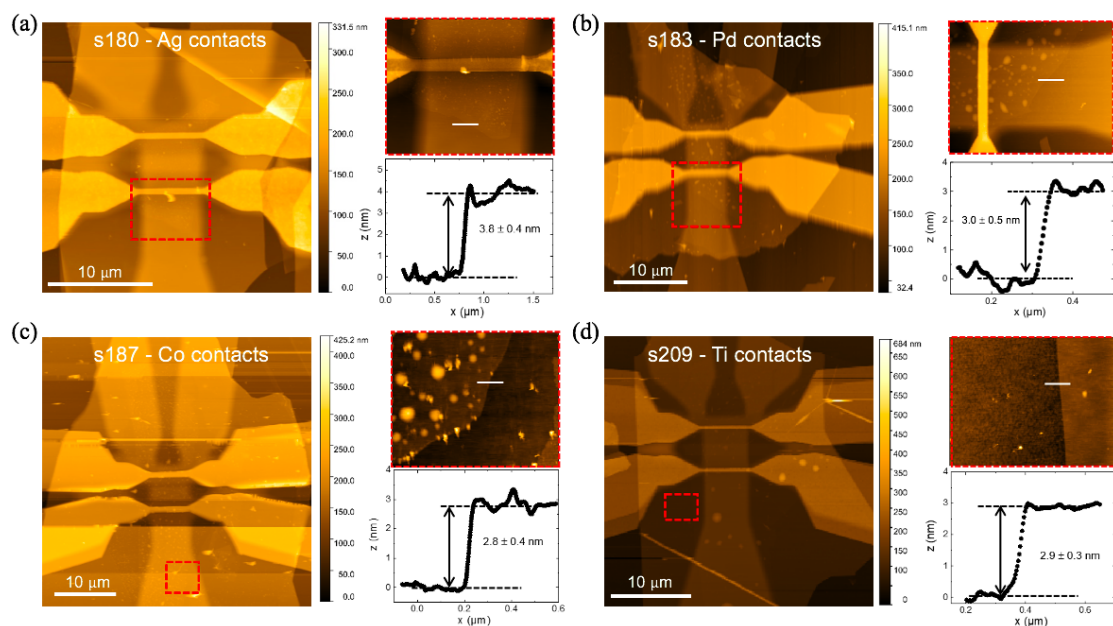 (a)
s180 - Ag contacts
10 μm
331.5 nm
300.0
250.0
200.0
150.0
100.0
50.0
0.0
z (nm)
5
4
3
2
1
0
3.8 ± 0.4 nm
0.0
0.5
1.0
1.5
x (μm)
(b)
s183 - Pd contacts
10 μm
415.1 nm
350.0
300.0
250.0
200.0
150.0
100.0
32.4
z (nm)
4
3
2
1
0
3.0 ± 0.5 nm
0.2
0.4
x (μm)
(c)
s187 - Co contacts
10 μm
425.2 nm
350.0
300.0
250.0
200.0
150.0
100.0
50.0
0.0
z (nm)
4
3
2
1
0
2.8 ± 0.4 nm
0.0
0.2
0.4
0.6
x (μm)
(d)
s209 - Ti contacts
10 μm
684 nm
650
600
550
500
450
400
350
300
250
200
150
100
50
0
z (nm)
4
3
2
1
0
2.9 ± 0.3 nm
0.2
0.4
0.6
x (μm)